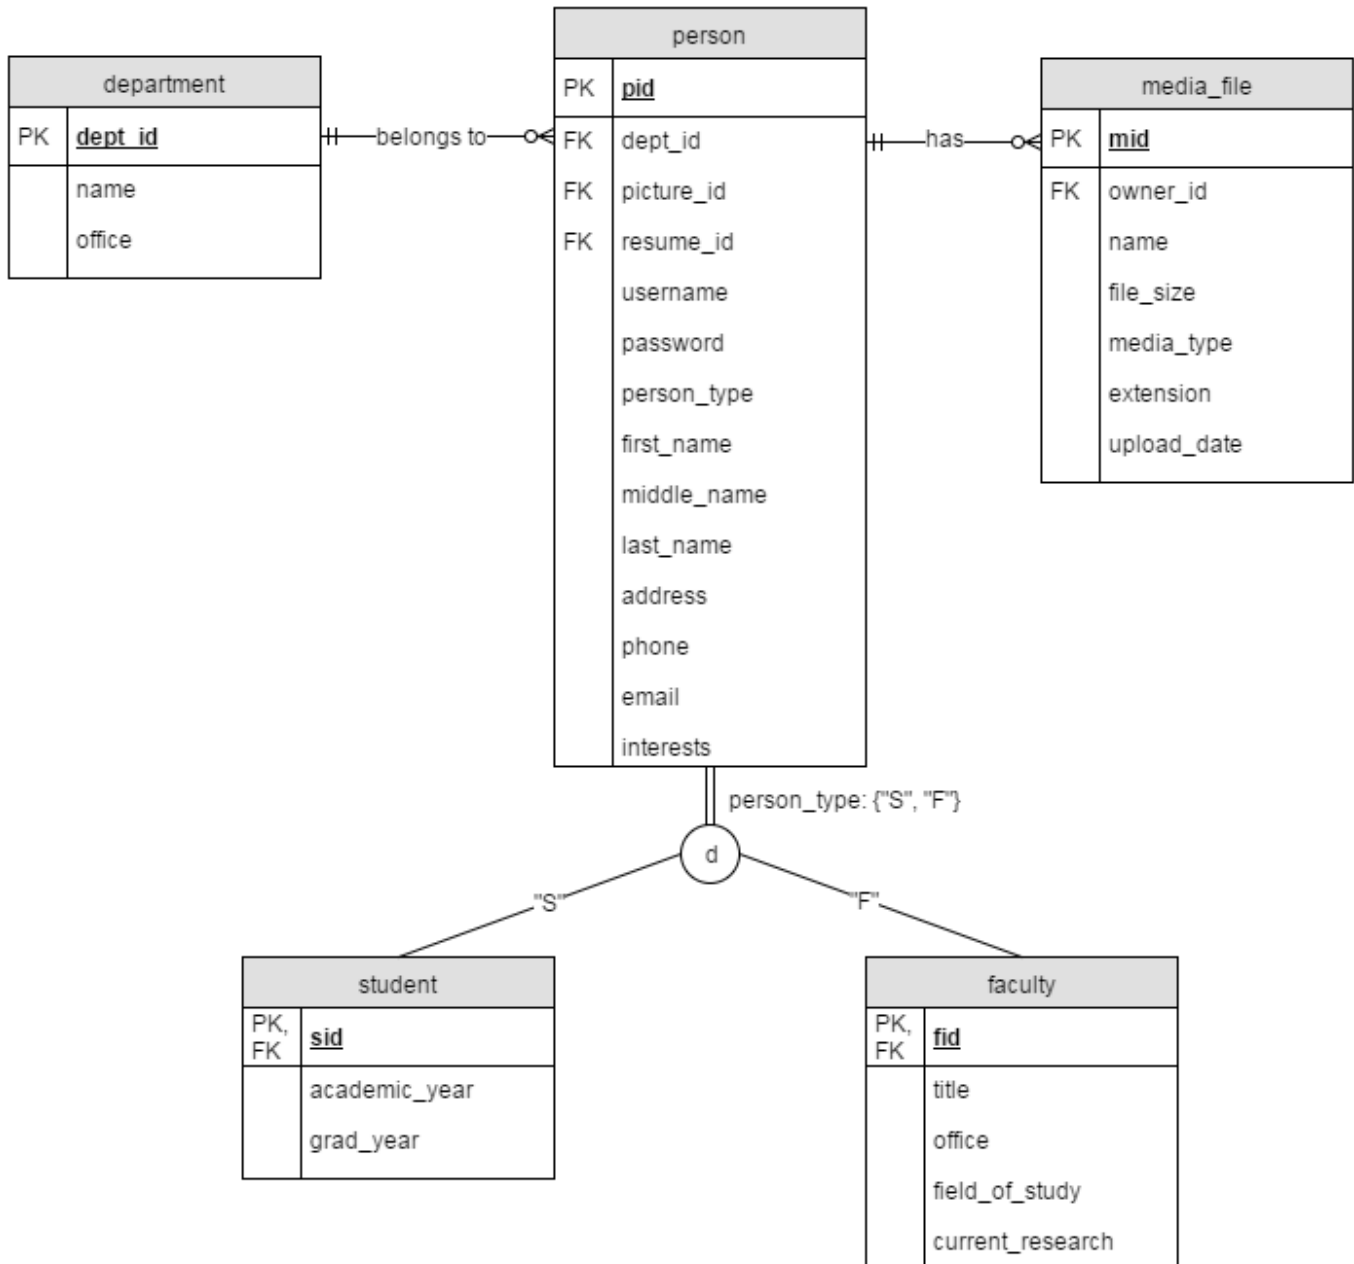 department
PK dept_id
name
office
belongs to
person
PK pid
FK dept_id
FK picture_id
FK resume_id
username
password
person_type
first_name
middle_name
last_name
address
phone
email
interests
has
media_file
PK mid
FK owner_id
name
file_size
media_type
extension
upload_date
person_type: {"S", "F"}
d
"S"
"F"
student
PK,
FK sid
academic_year
grad_year
faculty
PK,
FK fid
title
office
field_of_study
current_research